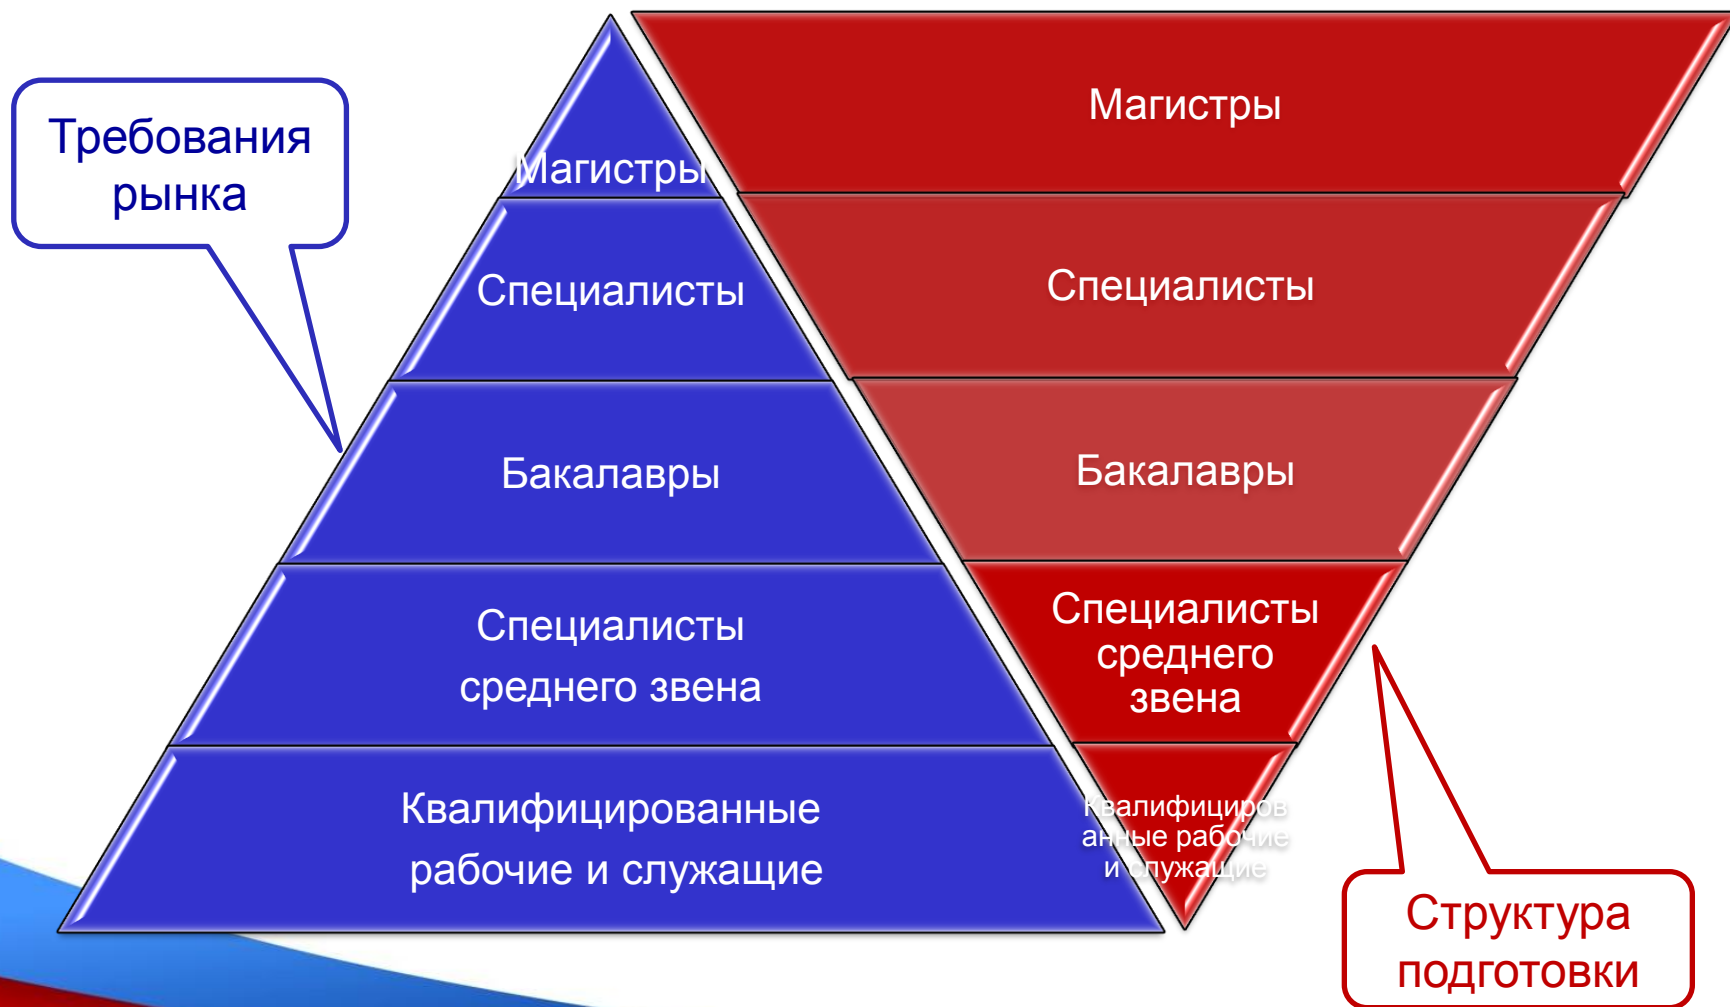 Требования
рынка
Магистры
Специалисты
Бакалавры
Специалисты
среднего звена
Квалифицированные
рабочие и служащие
Магистры
Специалисты
Бакалавры
Специалисты
среднего
звена
Квалифициров
анные рабочие
и служащие
Структура
подготовки